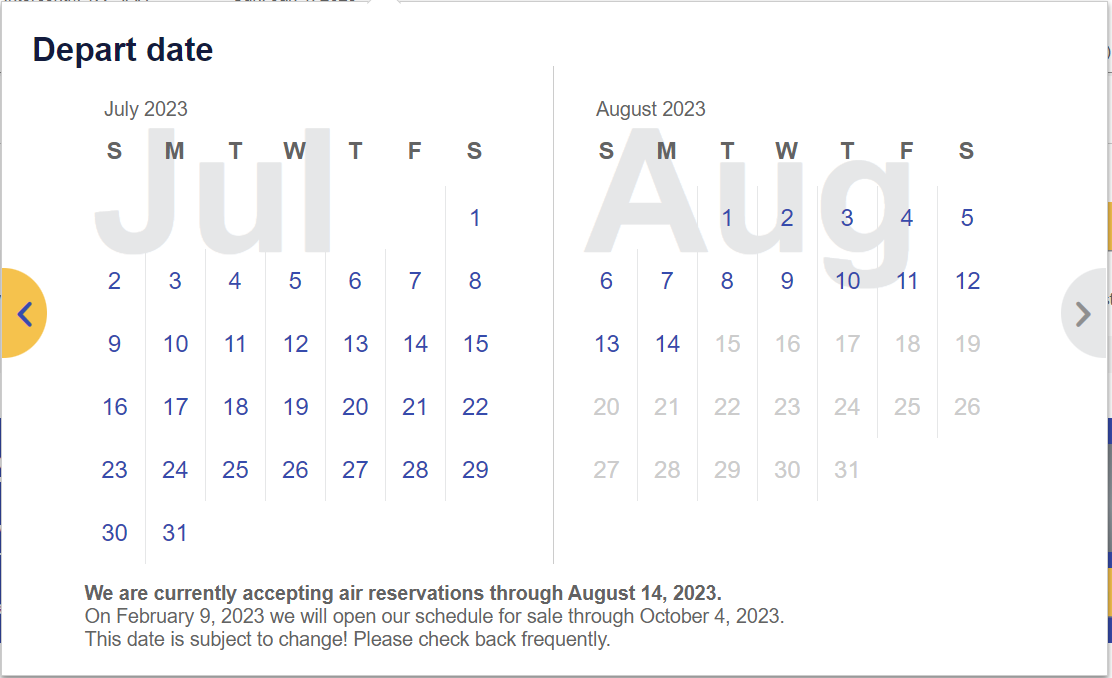 Depart date
July 2023
Jul
S M T W T F S
1
2 3 4 5 6 7 8
9 10 11 12 13 14 15
16 17 18 19 20 21 22
23 24 25 26 27 28 29
30 31
August 2023
Aug
S M T W T F S
1 2 3 4 5
6 7 8 9 10 11 12
13 14 15 16 17 18 19
20 21 22 23 24 25 26
27 28 29 30 31
We are currently accepting air reservations through August 14, 2023.
On February 9, 2023 we will open our schedule for sale through October 4, 2023.
This date is subject to change! Please check back frequently.